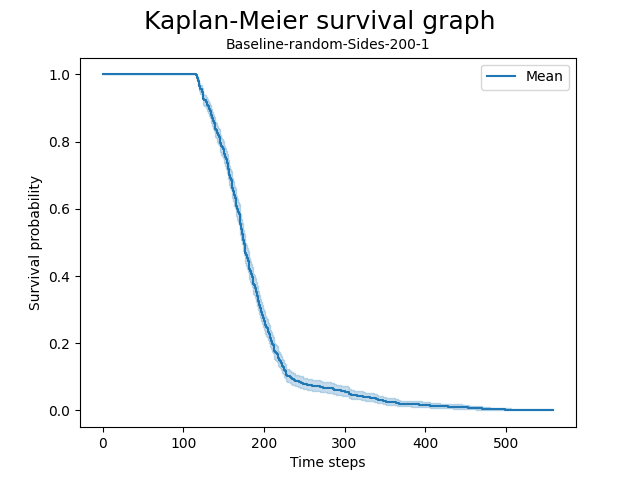 Kaplan-Meier survival graph
Baseline-random-Sides-200-1
Mean
Survival probability
1.0
0.8
0.6
0.4
0.2
0.0
0 100 200 300 400 500
Time steps